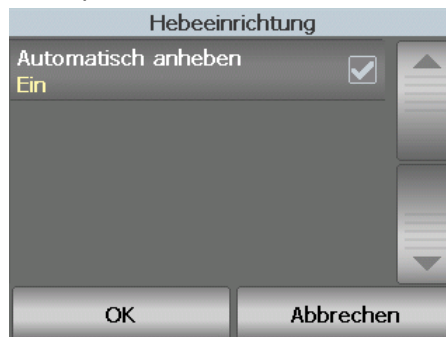 Hebeeinrichtung
Automatisch anheben
Ein
OK
Abbrechen